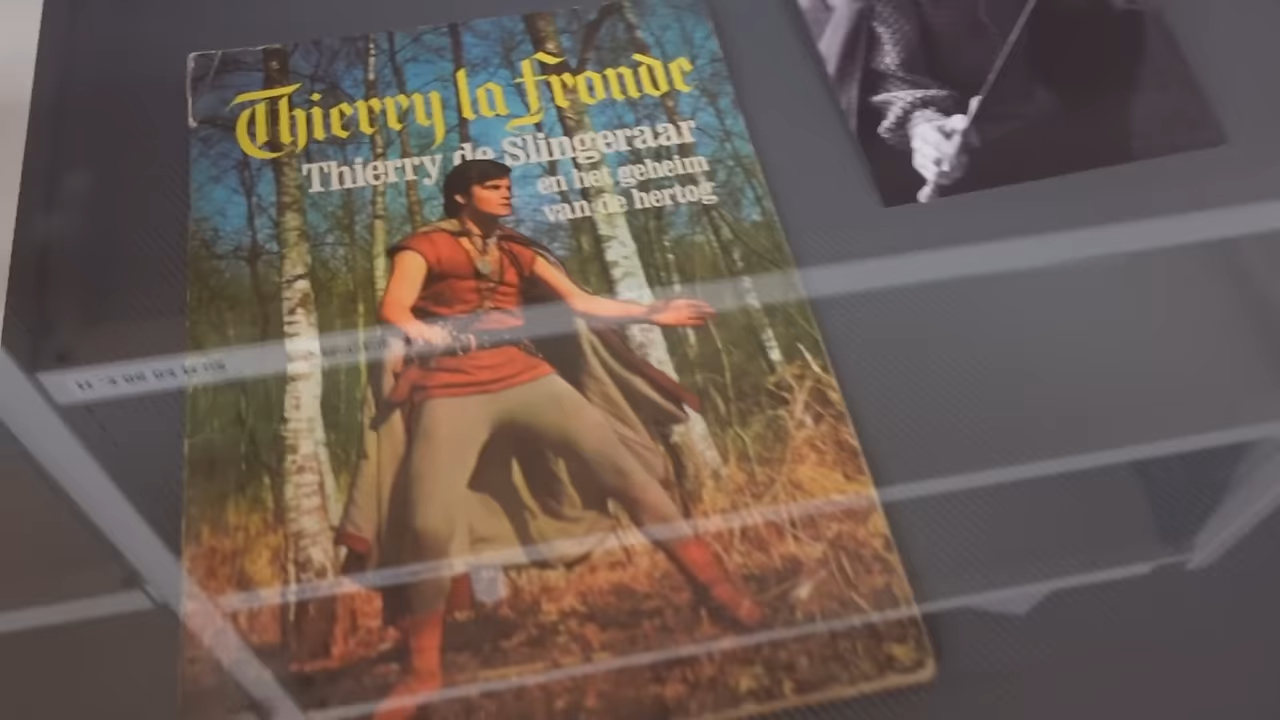 Thierry la Fronde
Thierry de Slingeraar
en het geheim
van de hertog